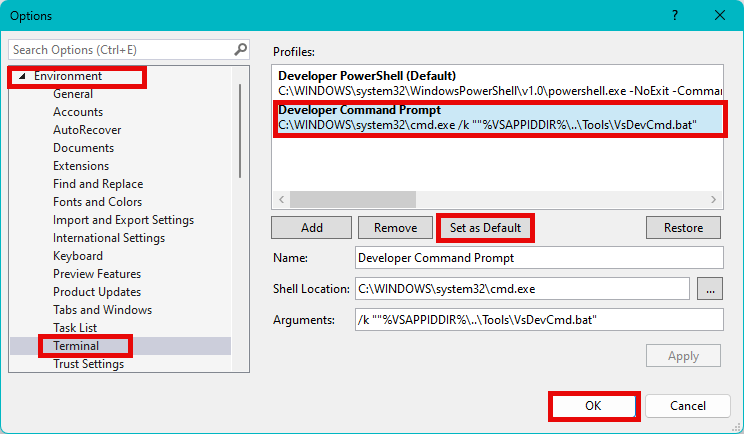 Options
?
Search Options (Ctrl+E)
Environment
General
Accounts
AutoRecover
Documents
Extensions
Find and Replace
Fonts and Colors
Import and Export Settings
International Settings
Keyboard
Preview Features
Product Updates
Tabs and Windows
Task List
Terminal
Trust Settings
Profiles:
Developer PowerShell (Default)
C:\WINDOWS\system32\WindowsPowerShell\v1.0\powershell.exe -NoExit -Comma
Developer Command Prompt
C:\WINDOWS\system32\cmd.exe /k ""%VSAPPIDDIR%\..\Tools\VsDevCmd.bat"
Add
Remove
Set as Default
Restore
Name:
Developer Command Prompt
Shell Location:
C:\WINDOWS\system32\cmd.exe
...
Arguments:
/k ""%VSAPPIDDIR%\..\Tools\VsDevCmd.bat"
Apply
OK
Cancel